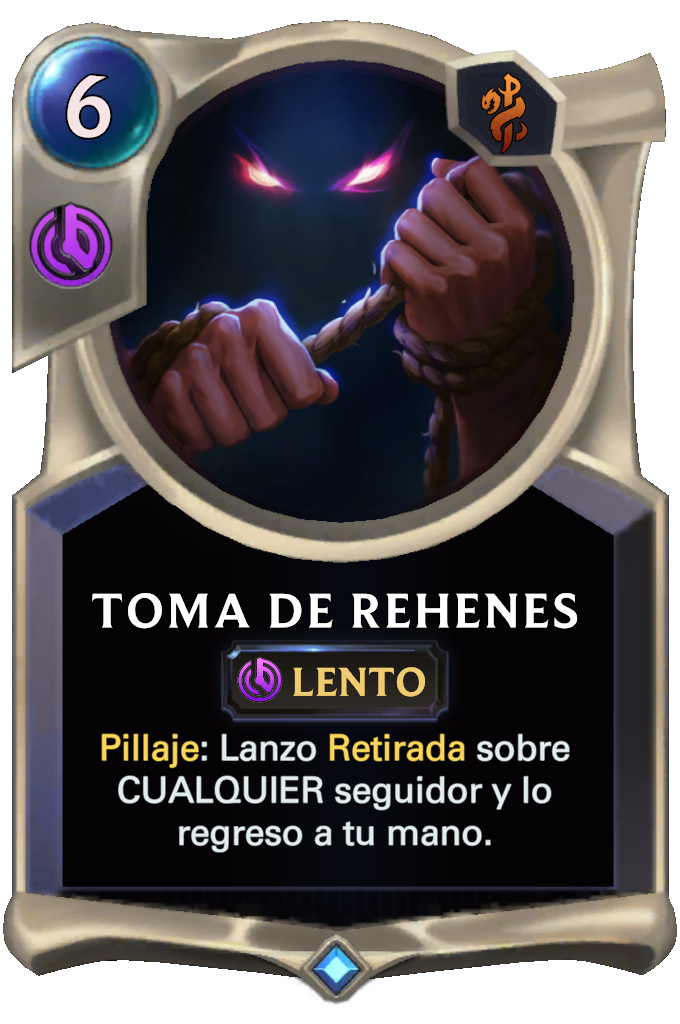 6
TOMA DE REHENES
LENTO
Pillaje: Lanzo Retirada sobre
CUALQUIER seguidor y lo
regreso a tu mano.